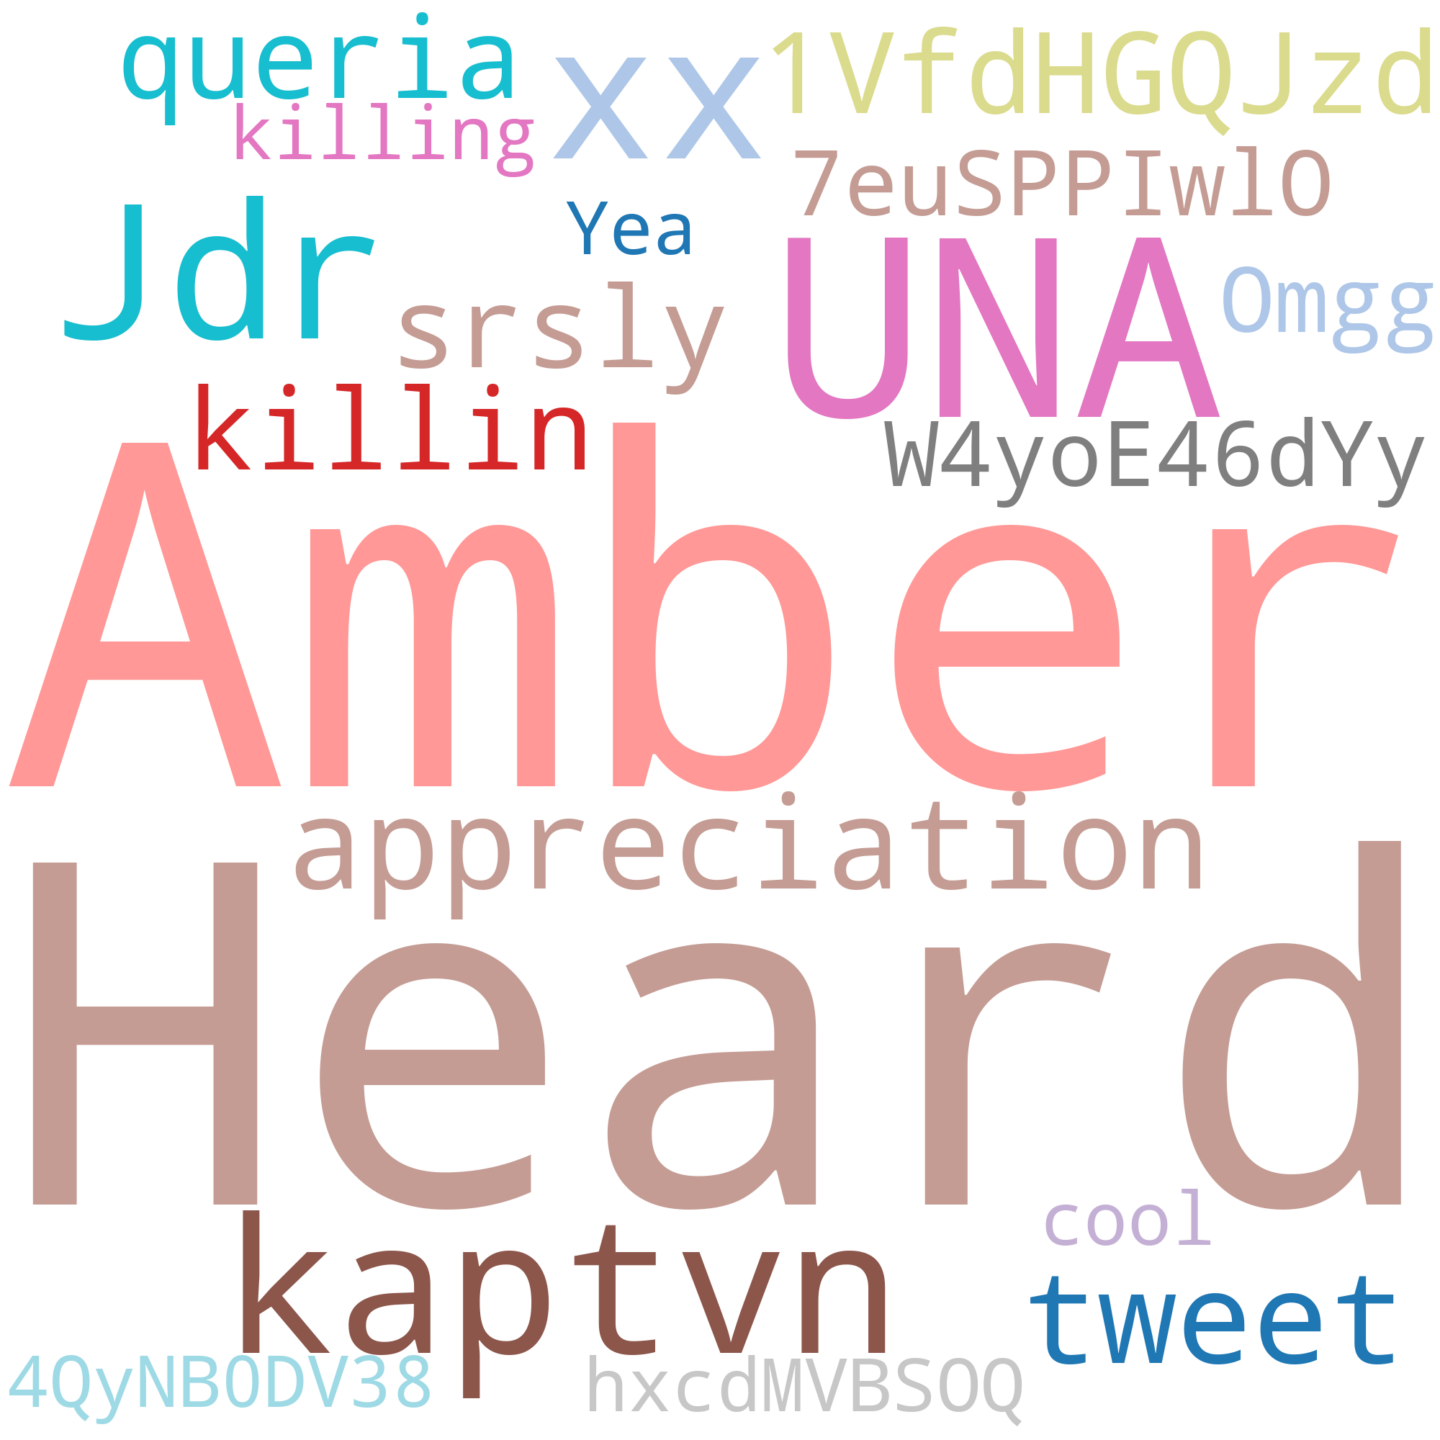 queria
xx
1VfdHGQJzd
killing
7euSPPIwlO
Jdr
Yea
UNA
Omgg
srsly
killin
W4yoE46dYy
Amber
appreciation
Heard
kaptvn
cool
tweet
4QyNB0DV38
hxcdMVBSOQ